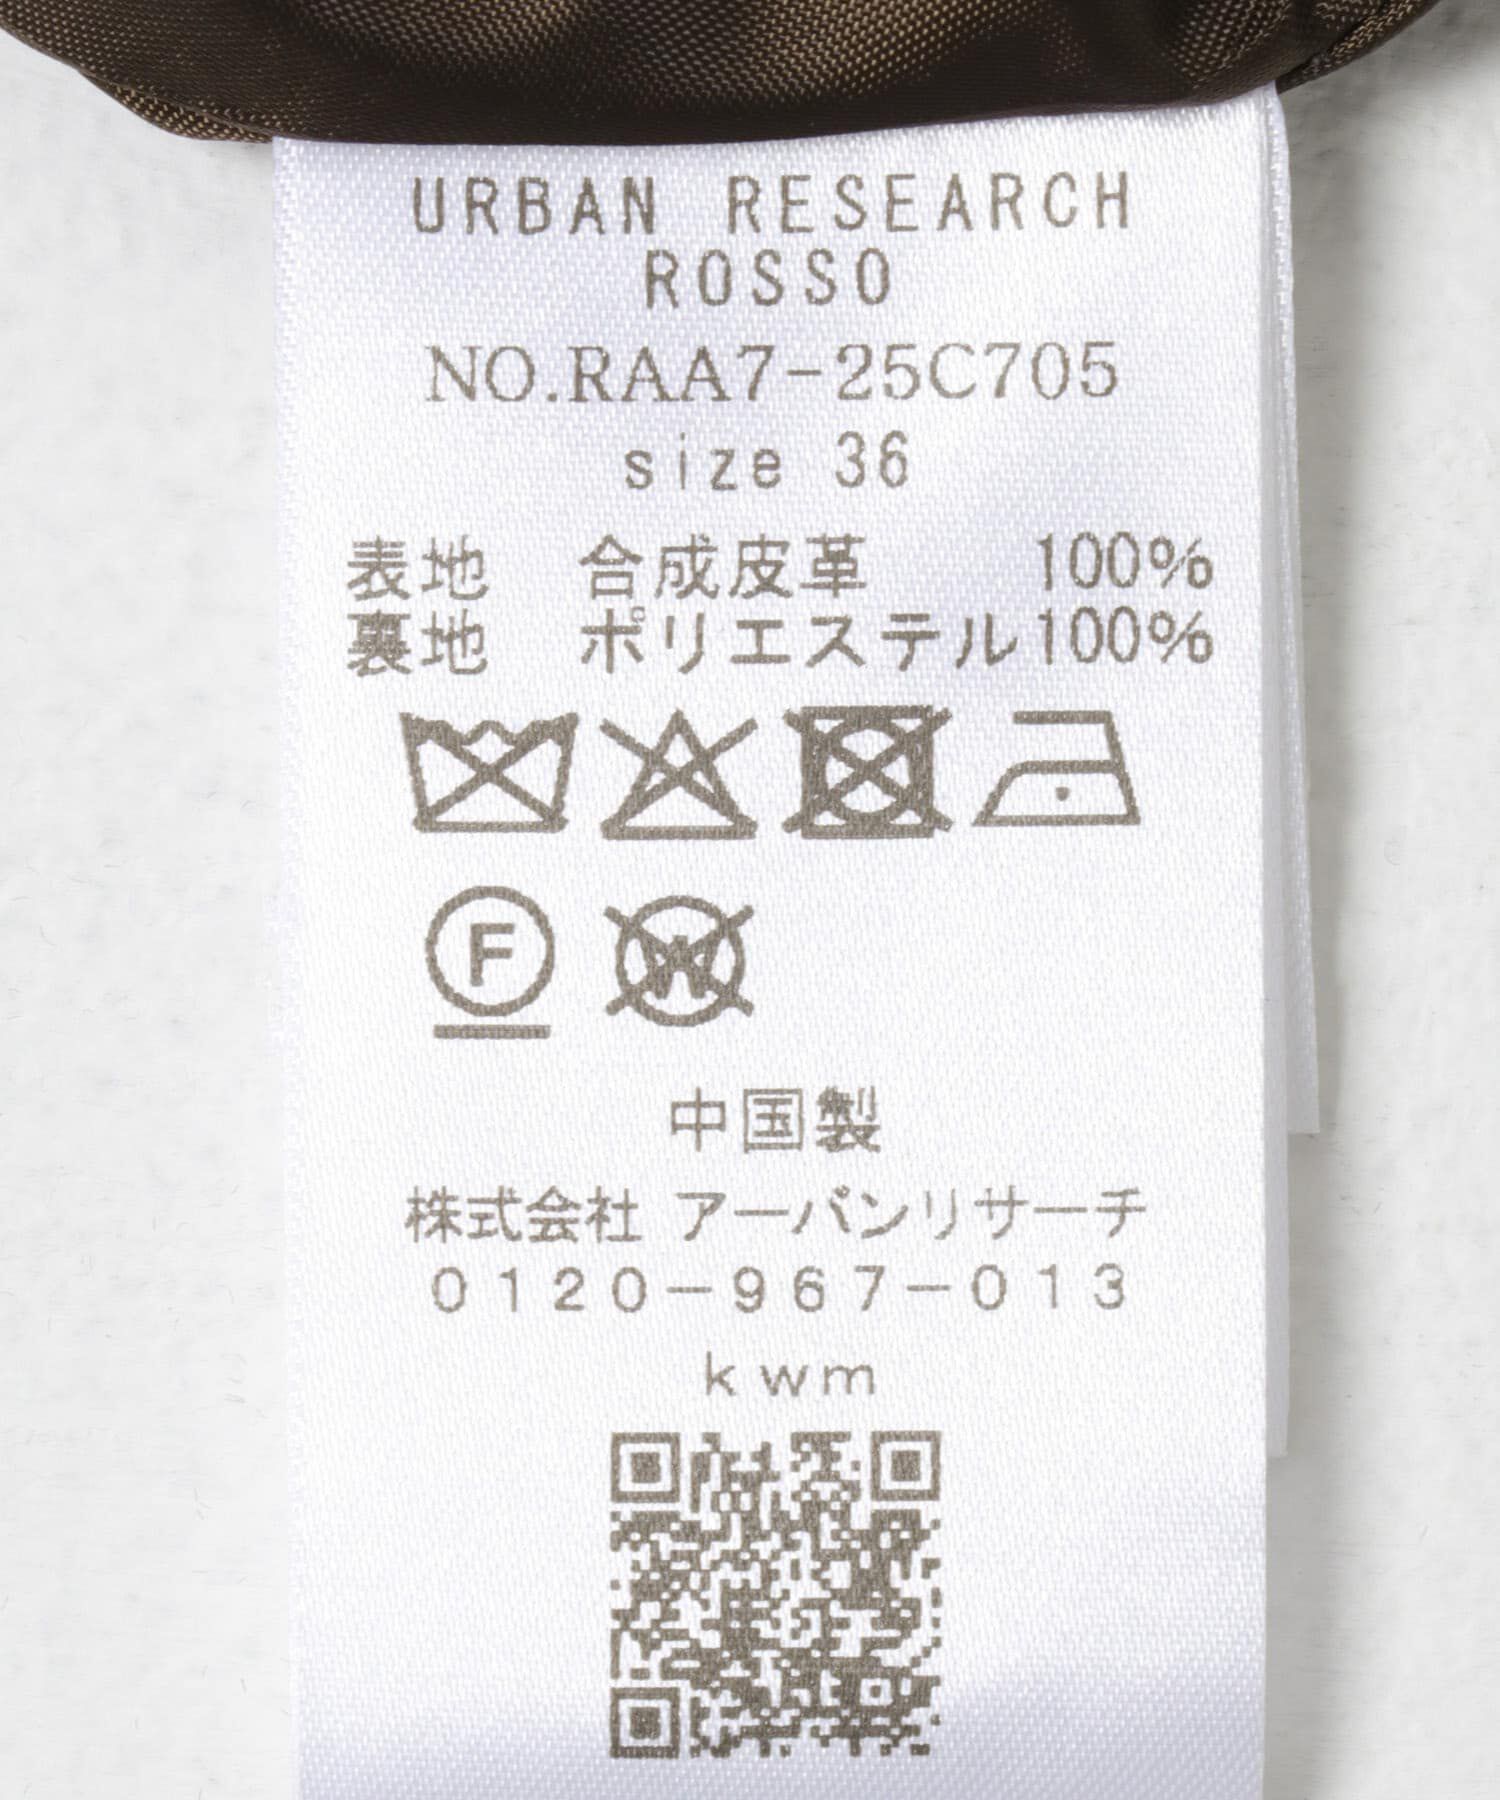 URBAN RESEARCH
ROSSO
NO.RAA7-25C705
size 36
表地 合成皮革 100%
裏地 ポリエステル100%
F W
中国製
株式会社 アーバンリサーチ
0120-967-013
kwm